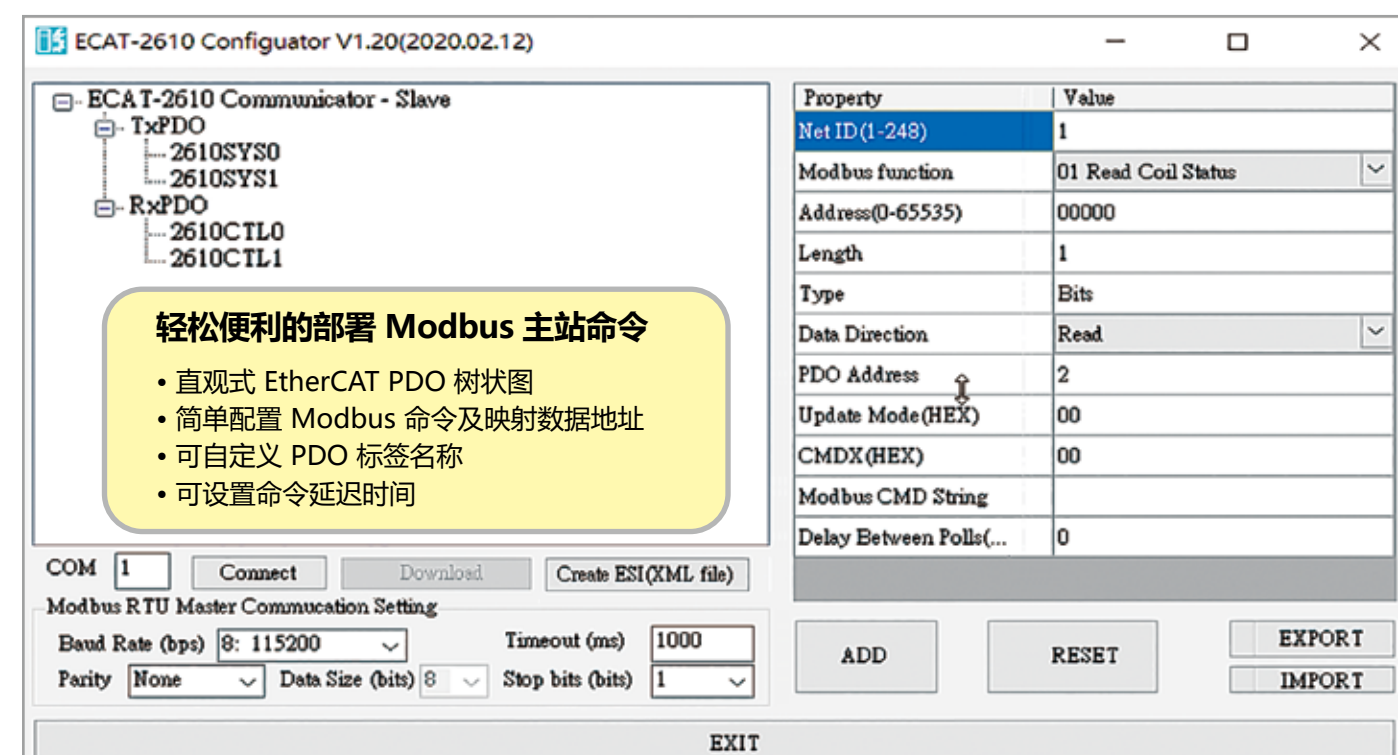 ECAT-2610 Configuator V1.20(2020.02.12)
ECAT-2610 Communicator - Slave
TxPDO
2610SYS0
2610SYS1
RxPDO
2610CTL0
2610CTL1
轻松便利的部署 Modbus 主站命令
• 直观式 EtherCAT PDO 树状图
• 简单配置 Modbus 命令及映射数据地址
• 可自定义 PDO 标签名称
• 可设置命令延迟时间
COM 1 Connect Download Create ESI(XML file)
Modbus RTU Master Commucation Setting
Baud Rate (bps) 8: 115200 Timeout (ms) 1000
Parity None Data Size (bits) 8 Stop bits (bits) 1
Property Value
Net ID(1-248) 1
Modbus function 01 Read Coil Status
Address(0-65535) 00000
Length 1
Type Bits
Data Direction Read
PDO Address 2
Update Mode(HEX) 00
CMDX(HEX) 00
Modbus CMD String
Delay Between Polls(... 0
ADD RESET EXPORT
IMPORT
EXIT